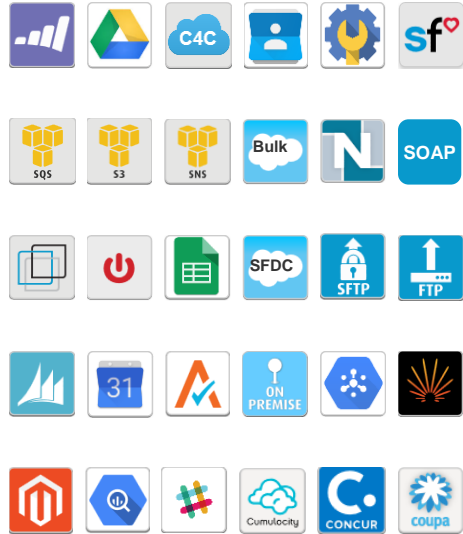 C4C
sf
SQS
S3
SNS
Bulk
N
SOAP
SFDC
SFTP
FTP
31
ON
PREMISE
Cumulocity
C.
CONCUR
coupa